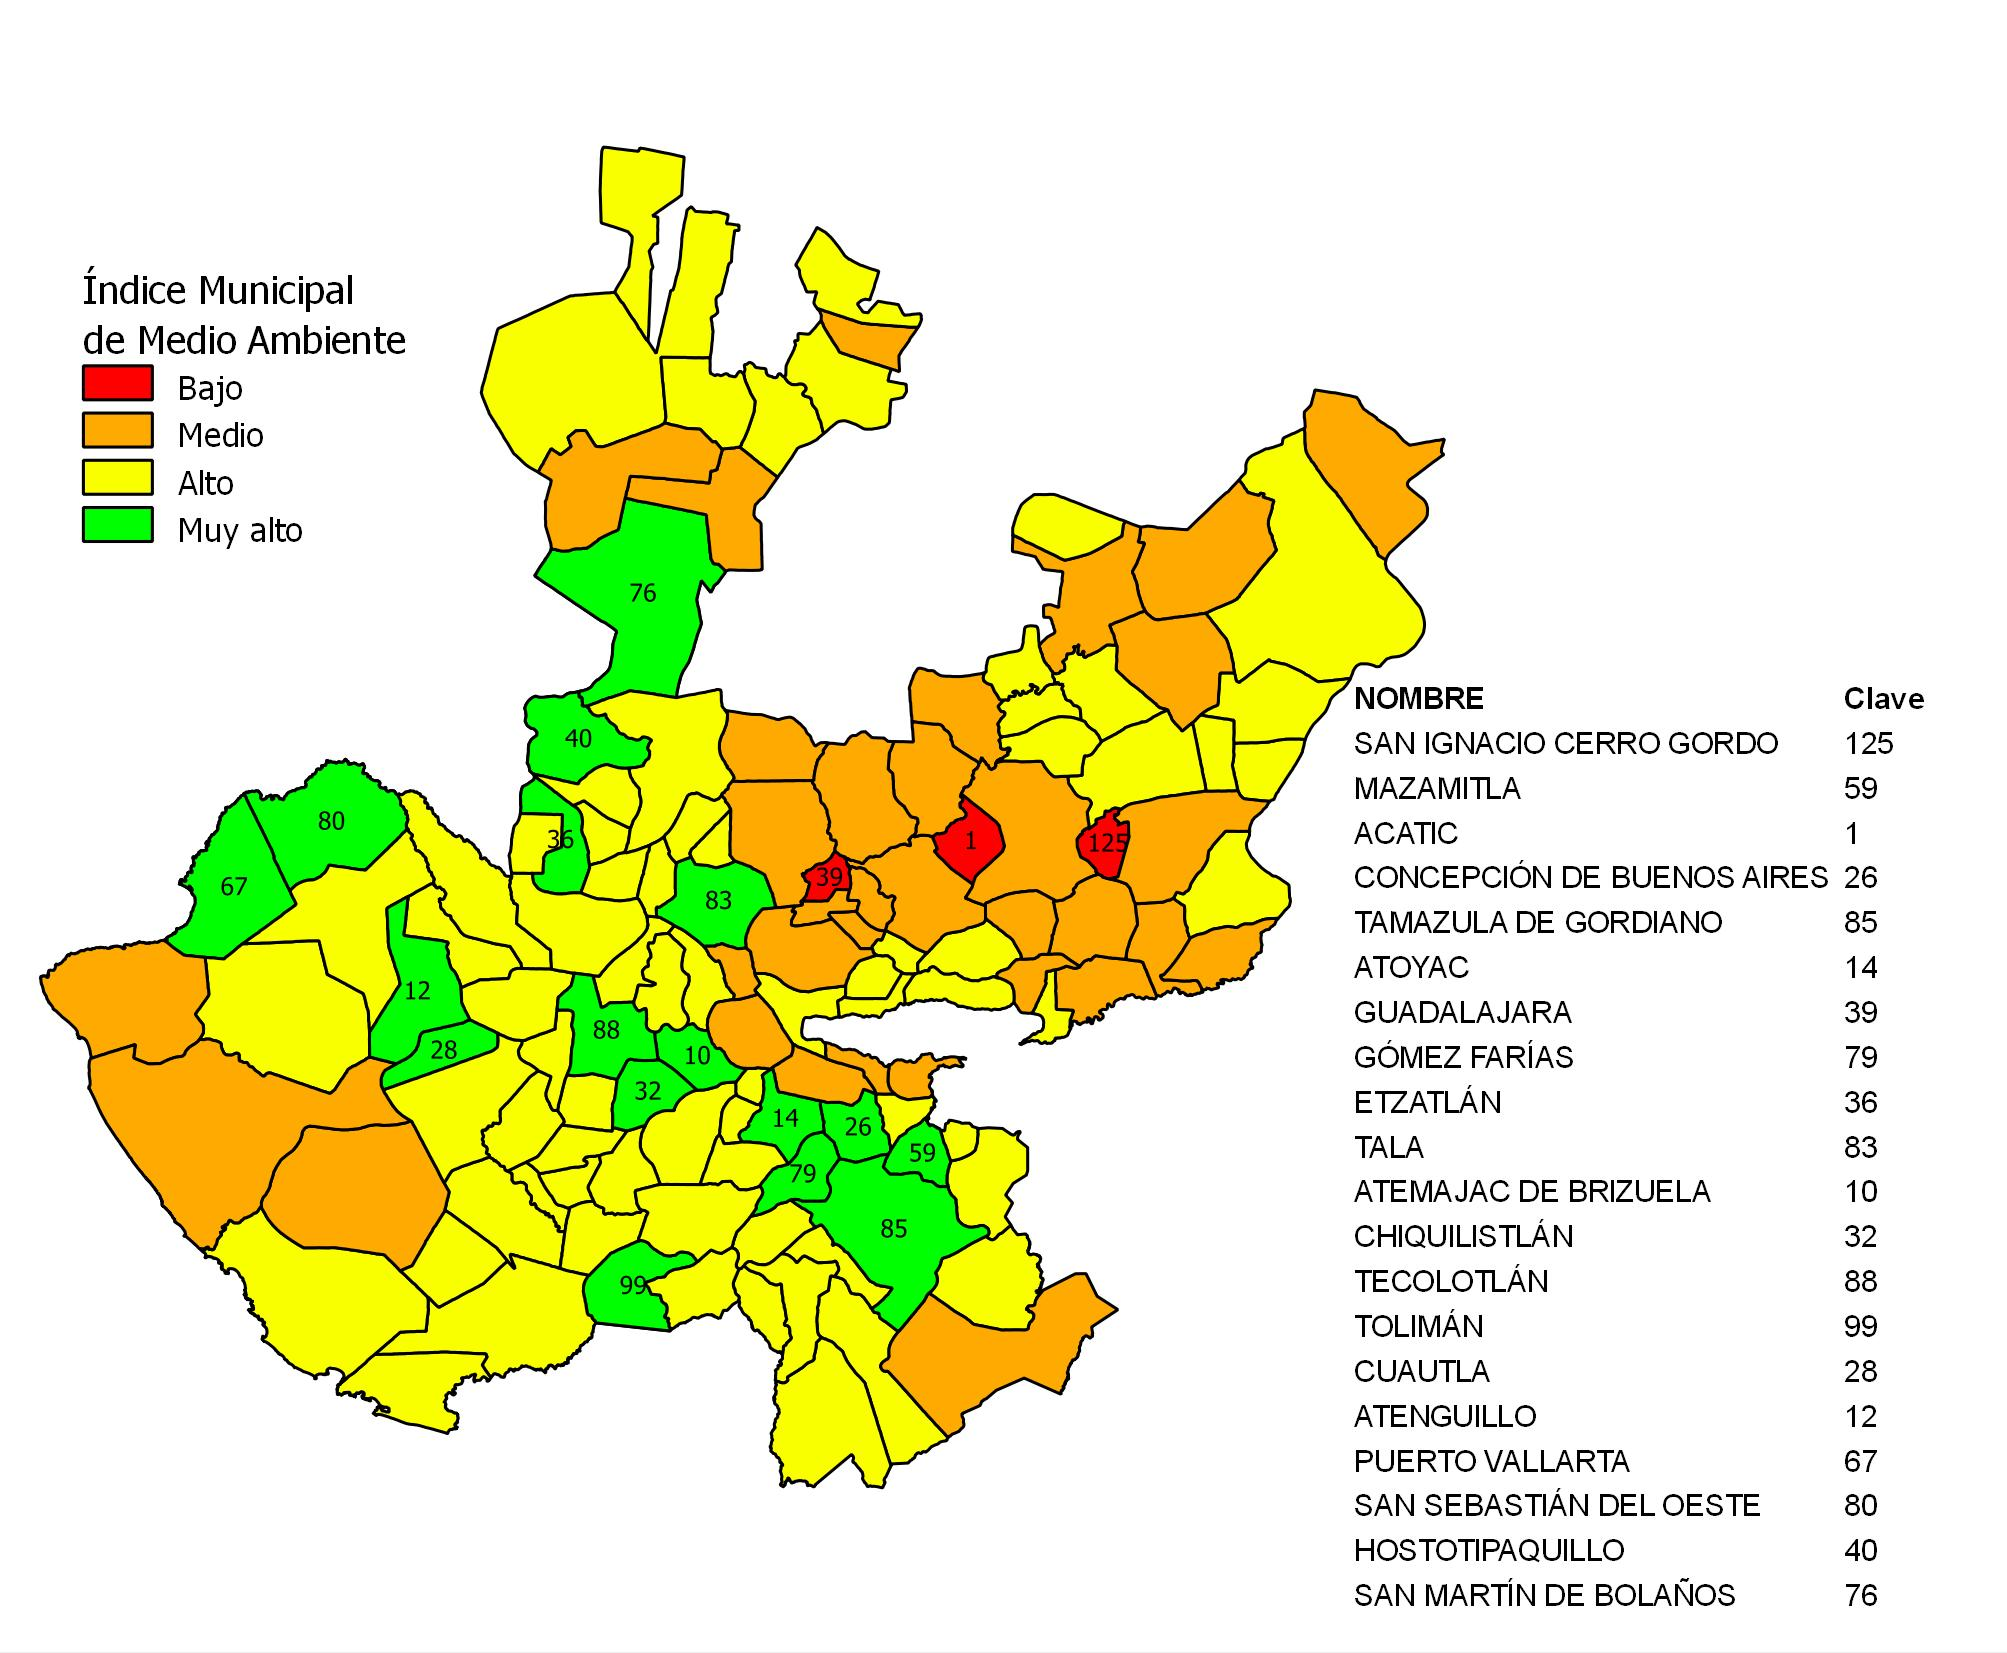 Índice Municipal
de Medio Ambiente
Bajo
Medio
Alto
Muy alto
76
40
80
36
67
1
125
39
83
12
28
88
10
32
14
26
59
79
85
99
NOMBRE Clave
SAN IGNACIO CERRO GORDO 125
MAZAMITLA 59
ACATIC 1
CONCEPCIÓN DE BUENOS AIRES 26
TAMAZULA DE GORDIANO 85
ATOYAC 14
GUADALAJARA 39
GÓMEZ FARÍAS 79
ETZATLÁN 36
TALA 83
ATEMAJAC DE BRIZUELA 10
CHIQUILISTLÁN 32
TECOLOTLÁN 88
TOLIMÁN 99
CUAUTLA 28
ATENGUILLO 12
PUERTO VALLARTA 67
SAN SEBASTIÁN DEL OESTE 80
HOSTOTIPAQUILLO 40
SAN MARTÍN DE BOLAÑOS 76